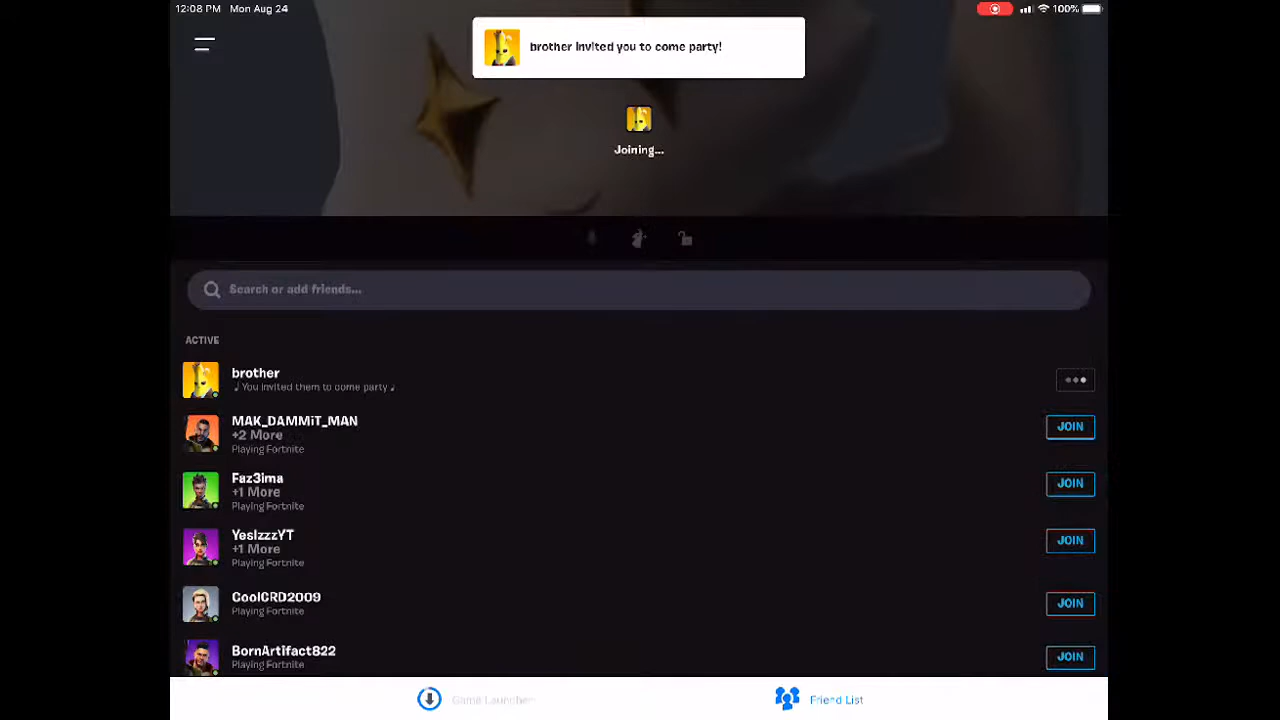 12:08 PM Mon Aug 24
100%
brother invited you to come party!
Joining...
Search or add friends...
ACTIVE
brother
♩ You invited them to come party ♩
MAK_DAMMiT_MAN
+2 More
Playing Fortnite
JOIN
Faz3ima
+1 More
Playing Fortnite
JOIN
YesIzzzYT
+1 More
Playing Fortnite
JOIN
CoolCRD2009
Playing Fortnite
JOIN
BornArtifact822
Playing Fortnite
JOIN
Game Launcher
Friend List